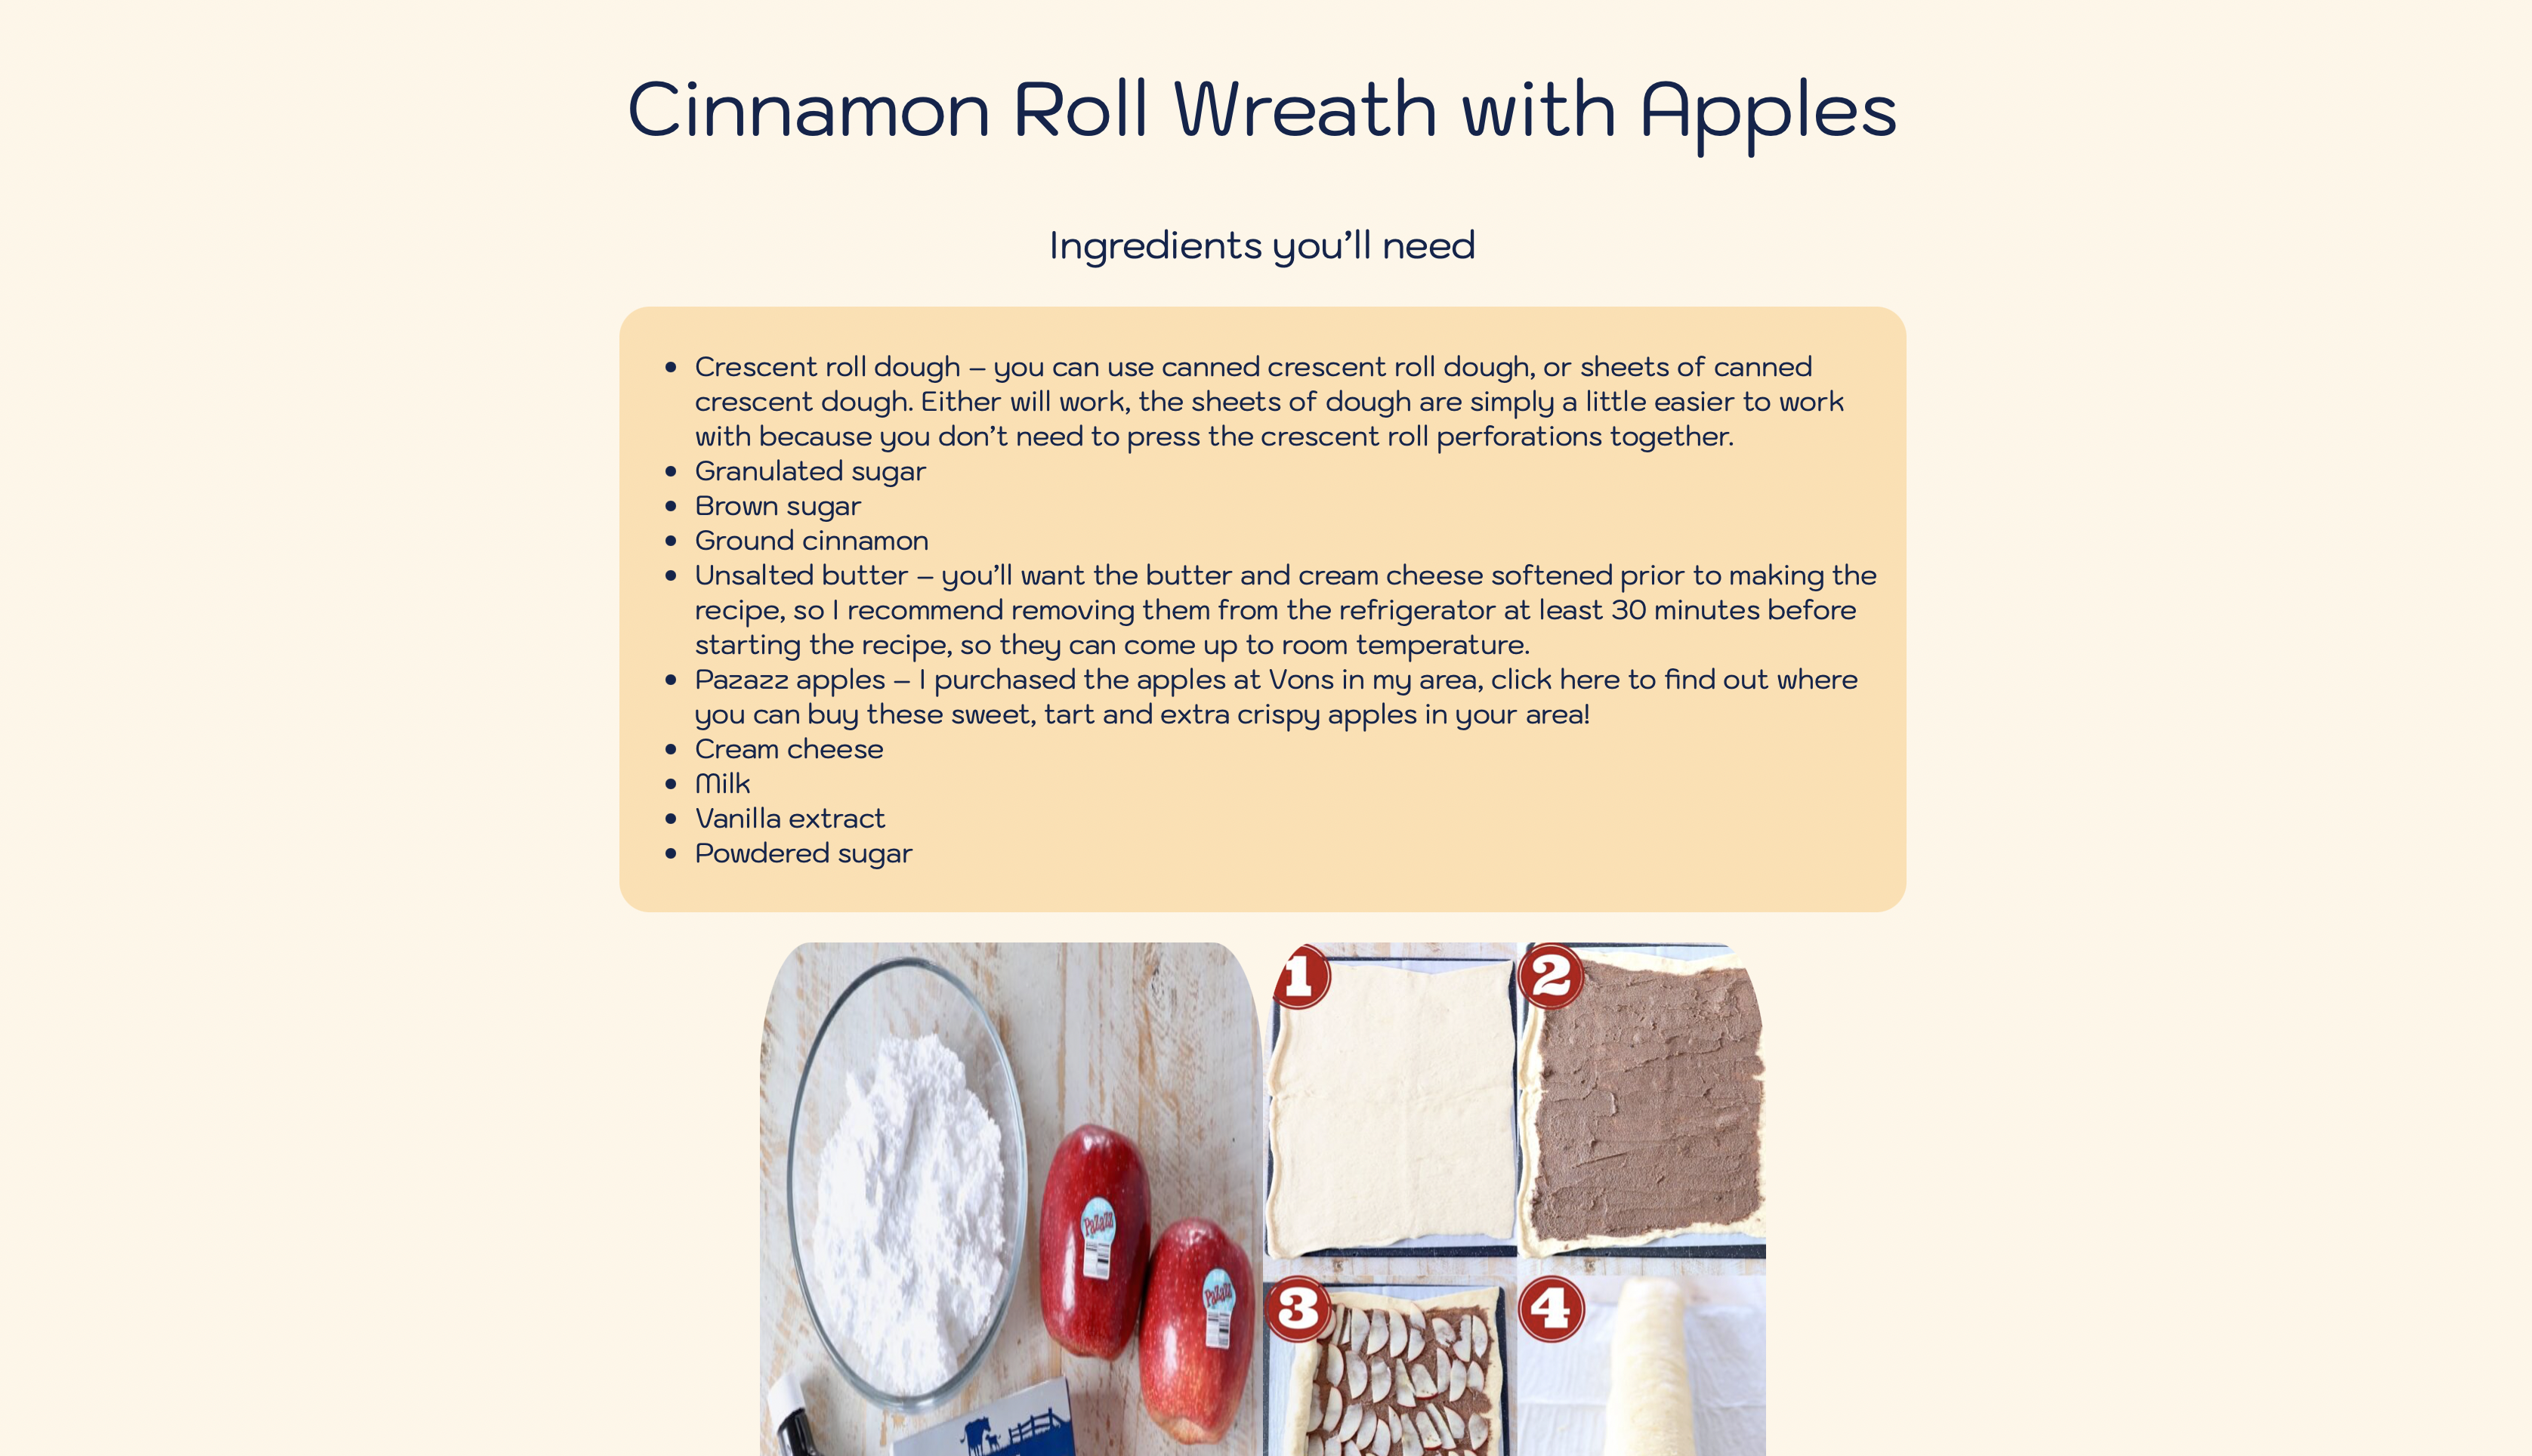 Cinnamon Roll Wreath with Apples
Ingredients you’ll need
• Crescent roll dough – you can use canned crescent roll dough, or sheets of canned
crescent dough. Either will work, the sheets of dough are simply a little easier to work
with because you don’t need to press the crescent roll perforations together.
• Granulated sugar
• Brown sugar
• Ground cinnamon
• Unsalted butter – you’ll want the butter and cream cheese softened prior to making the
recipe, so I recommend removing them from the refrigerator at least 30 minutes before
starting the recipe, so they can come up to room temperature.
• Pazazz apples – I purchased the apples at Vons in my area, click here to find out where
you can buy these sweet, tart and extra crispy apples in your area!
• Cream cheese
• Milk
• Vanilla extract
• Powdered sugar
1
2
PaZazz
PaZazz
3
4